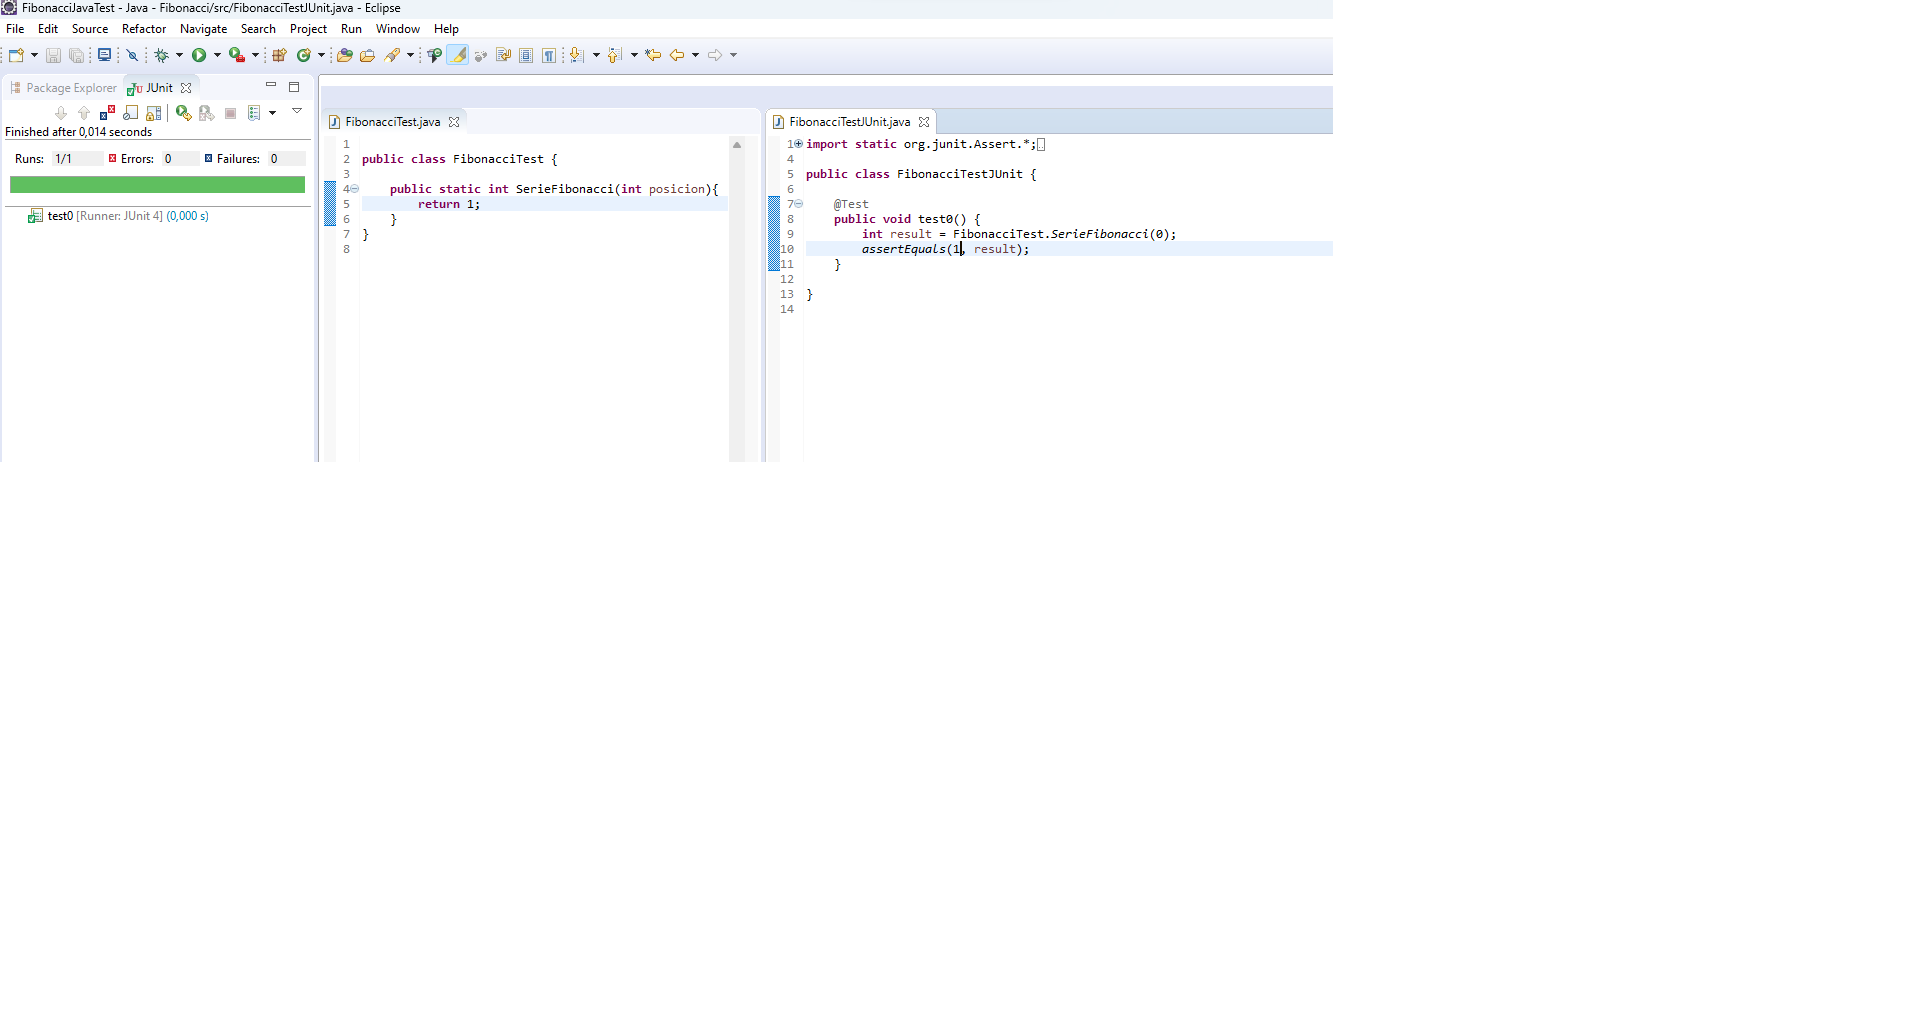 FibonacciJavaTest - Java - Fibonacci/src/FibonacciTestJUnit.java - Eclipse
File Edit Source Refactor Navigate Search Project Run Window Help
Package Explorer JUnit
Finished after 0,014 seconds
Runs: 1/1 Errors: 0 Failures: 0
test0 [Runner: JUnit 4] (0,000 s)
FibonacciTest.java
1
2 public class FibonacciTest {
3
4 public static int SerieFibonacci(int posicion){
5 return 1;
6 }
7 }
8
FibonacciTestJUnit.java
1 import static org.junit.Assert.*;
4
5 public class FibonacciTestJUnit {
6
7 @Test
8 public void test0() {
9 int result = FibonacciTest.SerieFibonacci(0);
10 assertEquals(1, result);
11 }
12
13 }
14